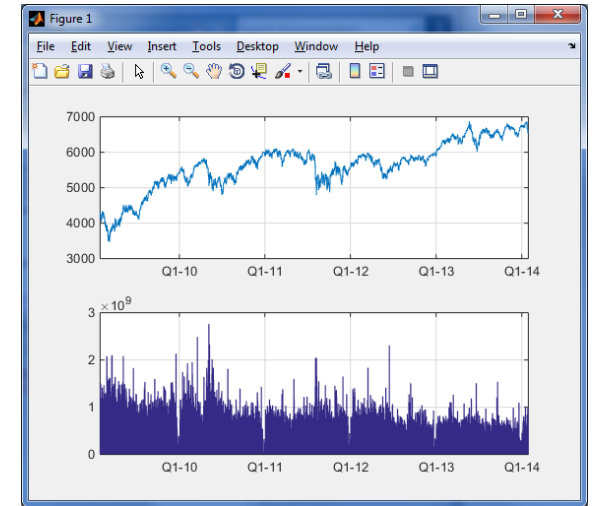 Figure 1
File Edit View Insert Tools Desktop Window Help
7000
6000
5000
4000
3000
Q1-10 Q1-11 Q1-12 Q1-13 Q1-14
×10⁹
3
2
1
0
Q1-10 Q1-11 Q1-12 Q1-13 Q1-14